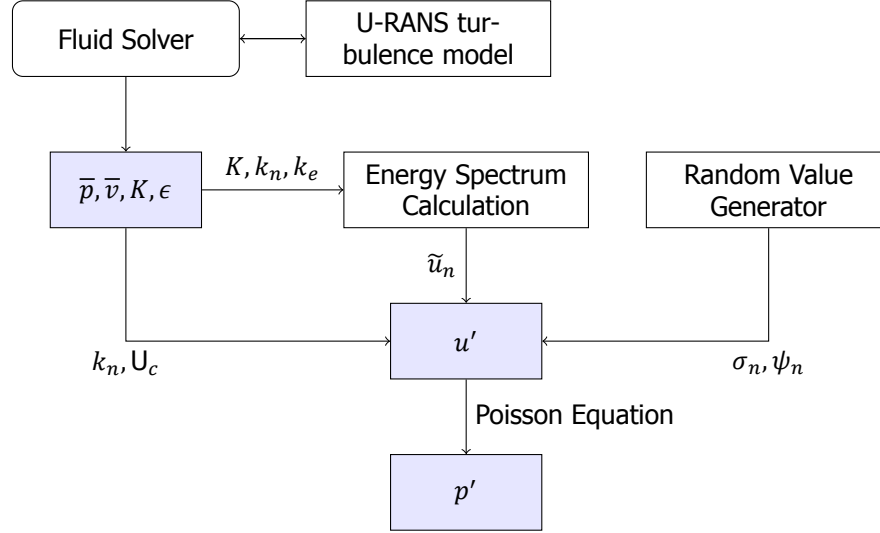 Fluid Solver
U-RANS tur-
bulence model
p̅, v̅, K, ϵ
K, kₙ, kₑ
Energy Spectrum
Calculation
Random Value
Generator
ũₙ
u′
kₙ, U_c
σₙ, ψₙ
Poisson Equation
p′